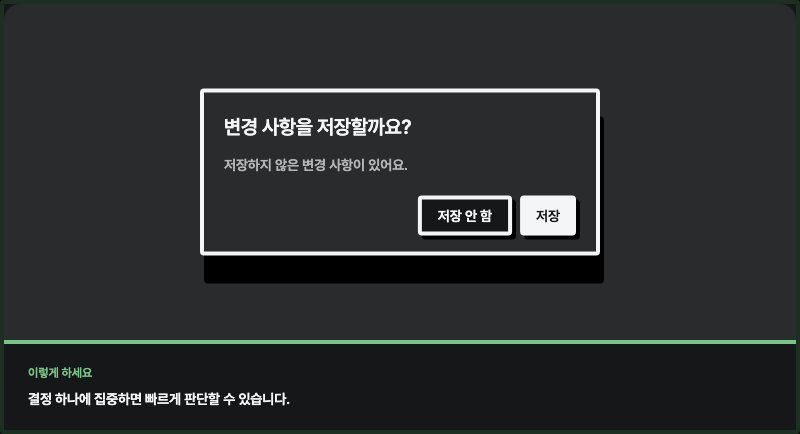 변경 사항을 저장할까요?
저장하지 않은 변경 사항이 있어요.
저장 안 함
저장
이렇게 하세요
결정 하나에 집중하면 빠르게 판단할 수 있습니다.